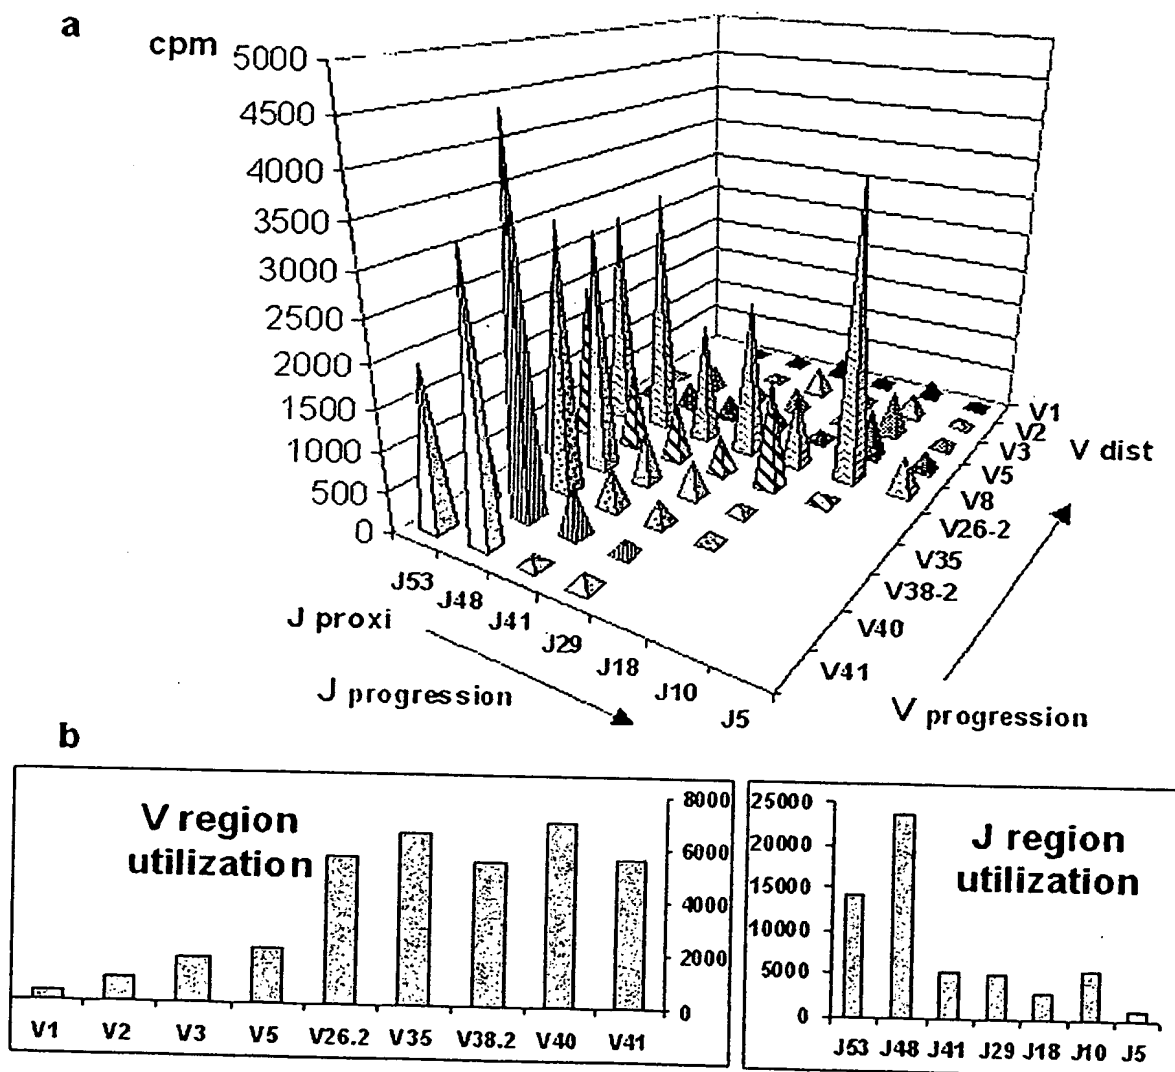 a
cpm
5000
4500
4000
3500
3000
2500
2000
1500
1000
500
0
J53
J48
J41
J29
J18
J10
J5
J proxi
J progression
V1
V2
V3
V5
V8
V26-2
V35
V38-2
V40
V41
V dist
V progression
b
V region
utilization
8000
6000
4000
2000
0
V1 V2 V3 V5 V26.2 V35 V38.2 V40 V41
J region
utilization
25000
20000
15000
10000
5000
0
J53 J48 J41 J29 J18 J10 J5